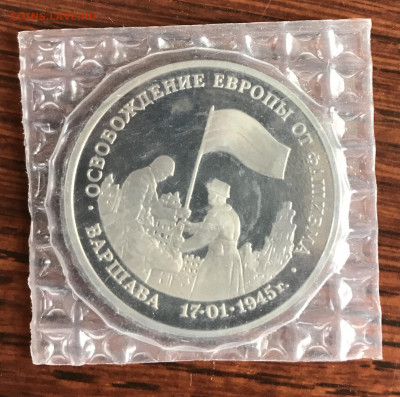 ОСВОБОЖДЕНИЕ ЕВРОПЫ ОТ ФАШИЗМА
ВАРШАВА 17·01·1945г.